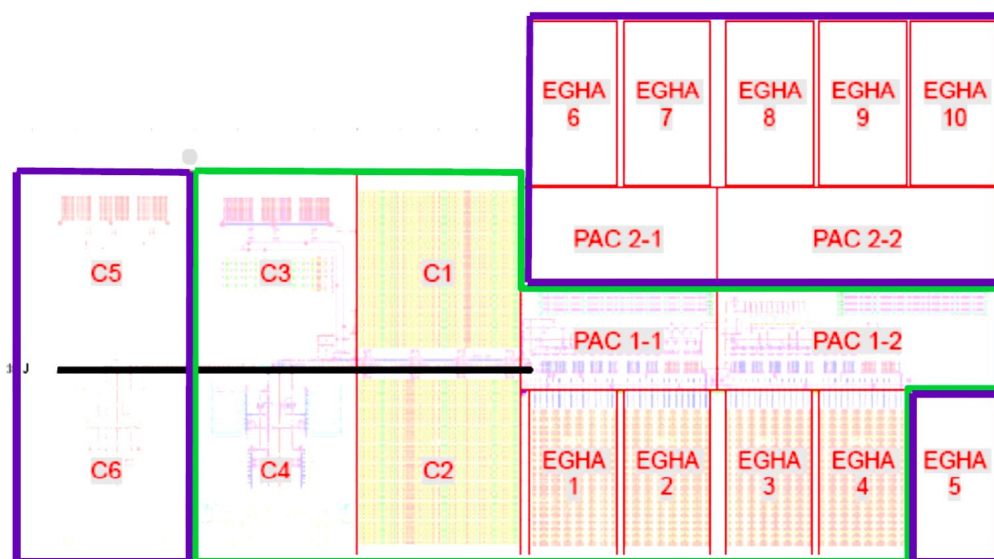 EGHA EGHA EGHA EGHA EGHA
6 7 8 9 10
PAC 2-1 PAC 2-2
C5 C3 C1
PAC 1-1 PAC 1-2
C6 C4 C2
EGHA EGHA EGHA EGHA EGHA
1 2 3 4 5